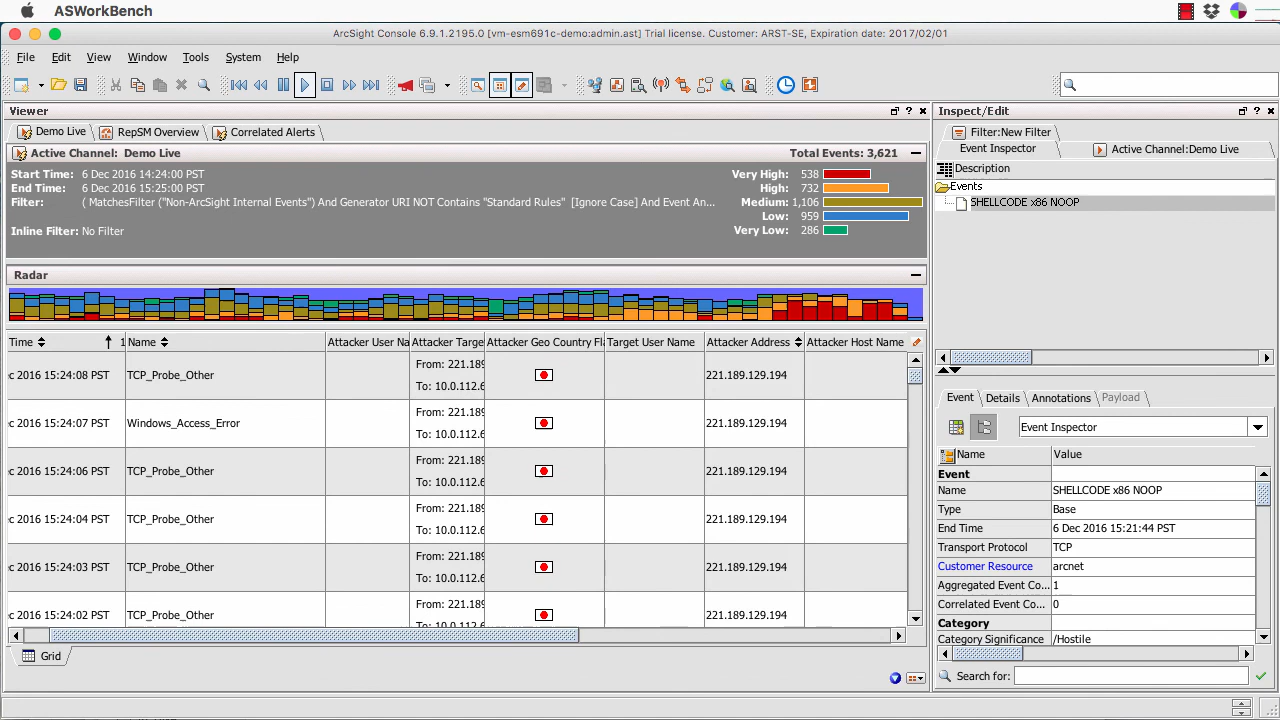 ASWorkBench
ArcSight Console 6.9.1.2195.0 [vm-esm691c-demo:admin.ast] Trial license. Customer: ARST-SE, Expiration date: 2017/02/01
File Edit View Window Tools System Help
Viewer
Demo Live RepSM Overview Correlated Alerts
Active Channel: Demo Live Total Events: 3,621
Start Time: 6 Dec 2016 14:24:00 PST Very High: 538
End Time: 6 Dec 2016 15:25:00 PST High: 732
Filter: ( MatchesFilter ("Non-ArcSight Internal Events") And Generator URI NOT Contains "Standard Rules" [Ignore Case] And Event An... Medium: 1,106
Low: 959
Inline Filter: No Filter Very Low: 286
Radar
Time 1 Name Attacker User Na Attacker Targe Attacker Geo Country Fla Target User Name Attacker Address Attacker Host Name
c 2016 15:24:08 PST TCP_Probe_Other From: 221.189 To: 10.0.112.6 221.189.129.194
c 2016 15:24:07 PST Windows_Access_Error From: 221.189 To: 10.0.112.6 221.189.129.194
c 2016 15:24:06 PST TCP_Probe_Other From: 221.189 To: 10.0.112.6 221.189.129.194
c 2016 15:24:04 PST TCP_Probe_Other From: 221.189 To: 10.0.112.6 221.189.129.194
c 2016 15:24:03 PST TCP_Probe_Other From: 221.189 To: 10.0.112.6 221.189.129.194
c 2016 15:24:02 PST TCP_Probe_Other From: 221.189 To: 10.0.112.6 221.189.129.194
Grid
Inspect/Edit
Filter:New Filter
Event Inspector Active Channel:Demo Live
Description
Events
SHELLCODE x86 NOOP
Event Details Annotations Payload
Event Inspector
Name Value
Event
Name SHELLCODE x86 NOOP
Type Base
End Time 6 Dec 2016 15:21:44 PST
Transport Protocol TCP
Customer Resource arcnet
Aggregated Event Co... 1
Correlated Event Co... 0
Category
Category Significance /Hostile
Search for: